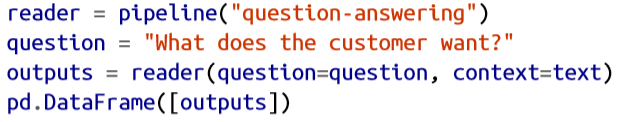 reader = pipeline("question-answering")
question = "What does the customer want?"
outputs = reader(question=question, context=text)
pd.DataFrame([outputs])